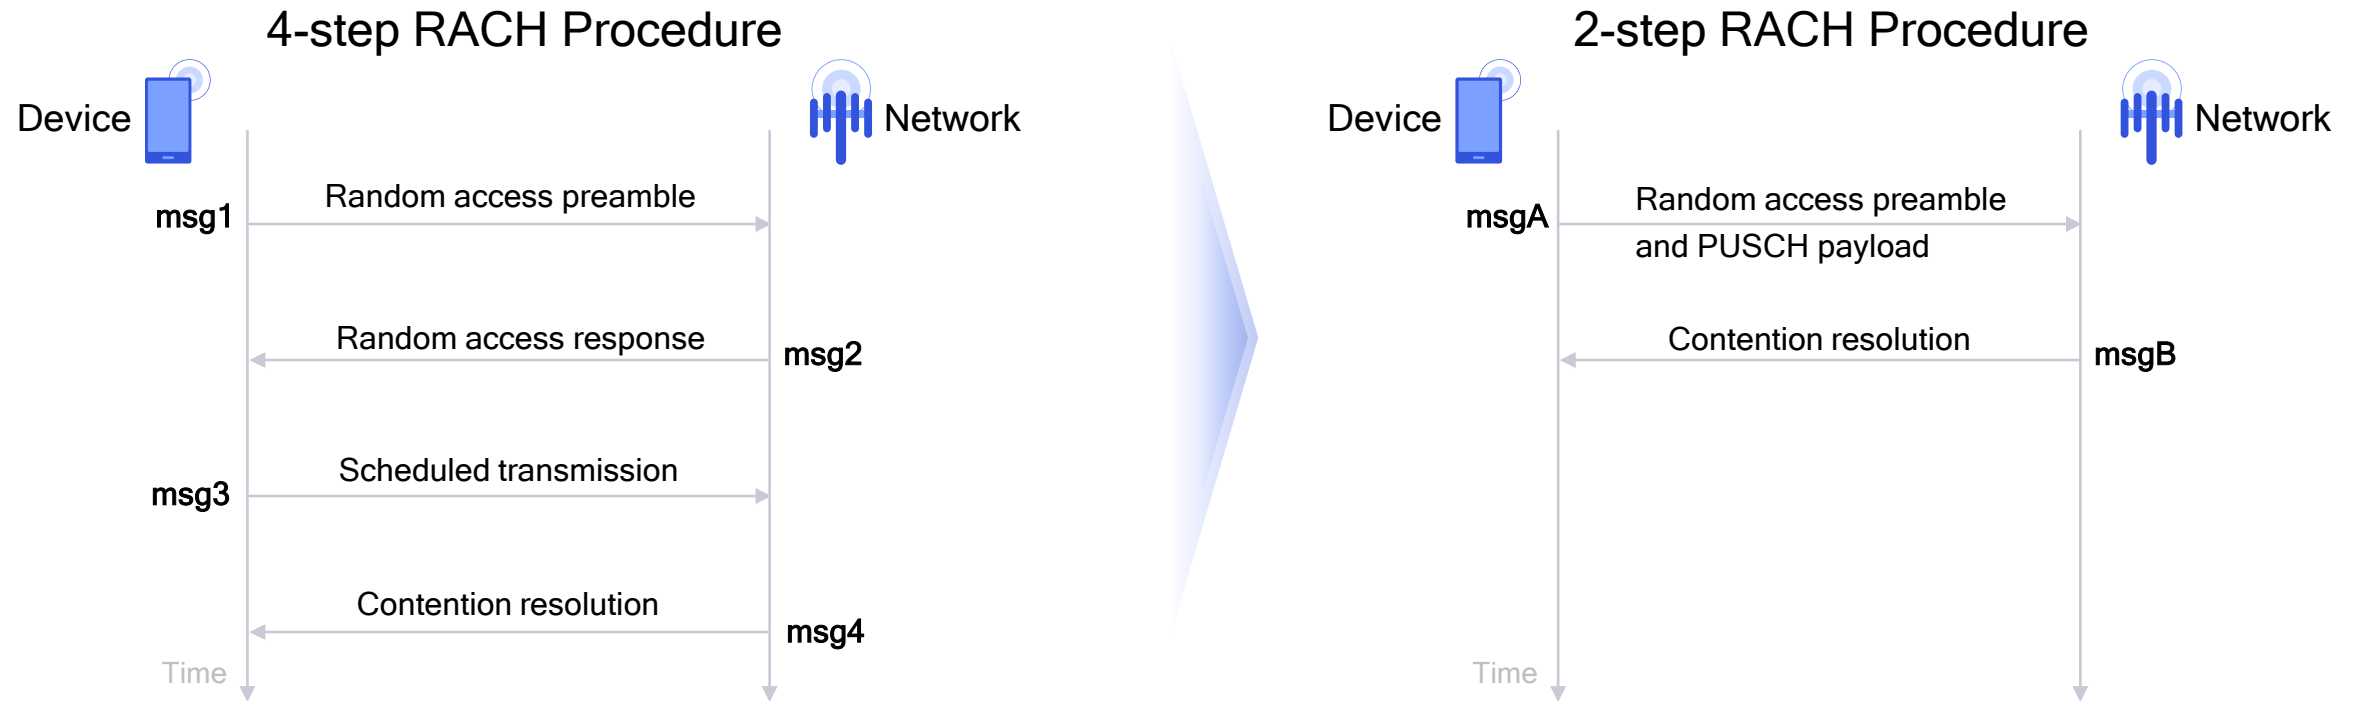 4-step RACH Procedure
Device
Network
msg1
Random access preamble
Random access response
msg2
msg3
Scheduled transmission
Contention resolution
msg4
Time
2-step RACH Procedure
Device
Network
msgA
Random access preamble
and PUSCH payload
Contention resolution
msgB
Time